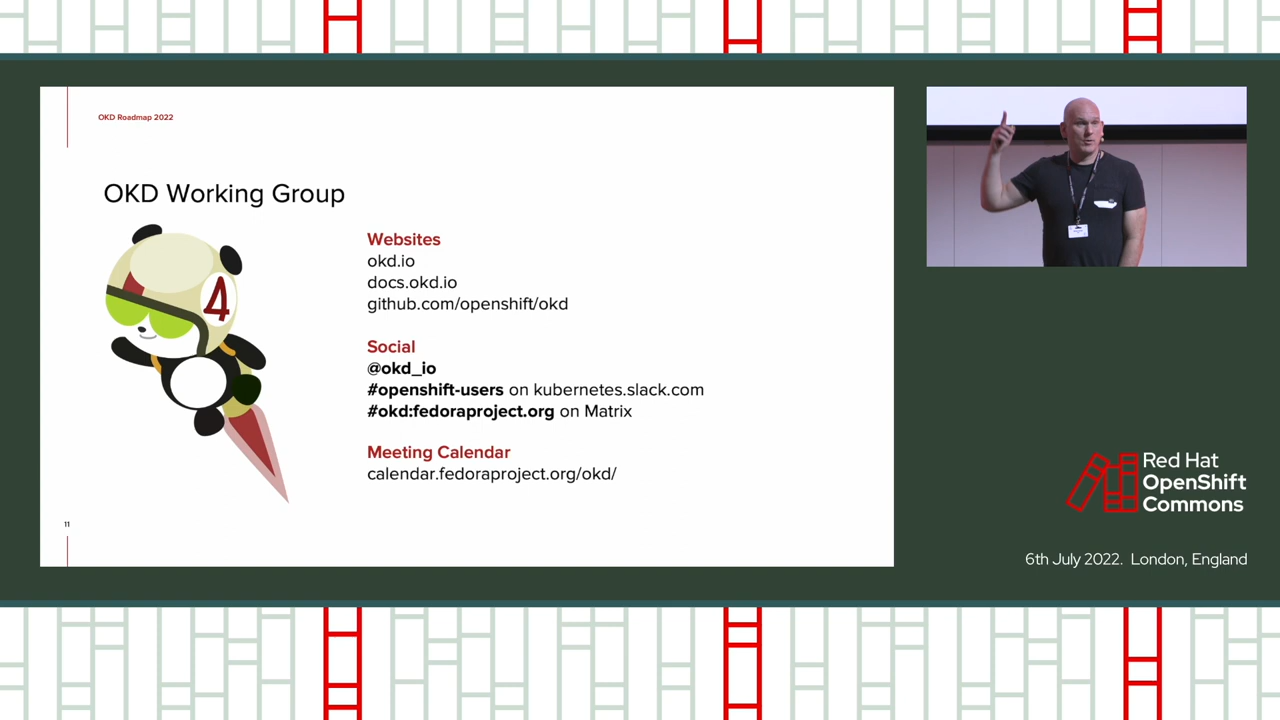 OKD Roadmap 2022
OKD Working Group
4
Websites
okd.io
docs.okd.io
github.com/openshift/okd
Social
@okd_io
#openshift-users on kubernetes.slack.com
#okd:fedoraproject.org on Matrix
Meeting Calendar
calendar.fedoraproject.org/okd/
11
Red Hat
OpenShift
Commons
6th July 2022. London, England